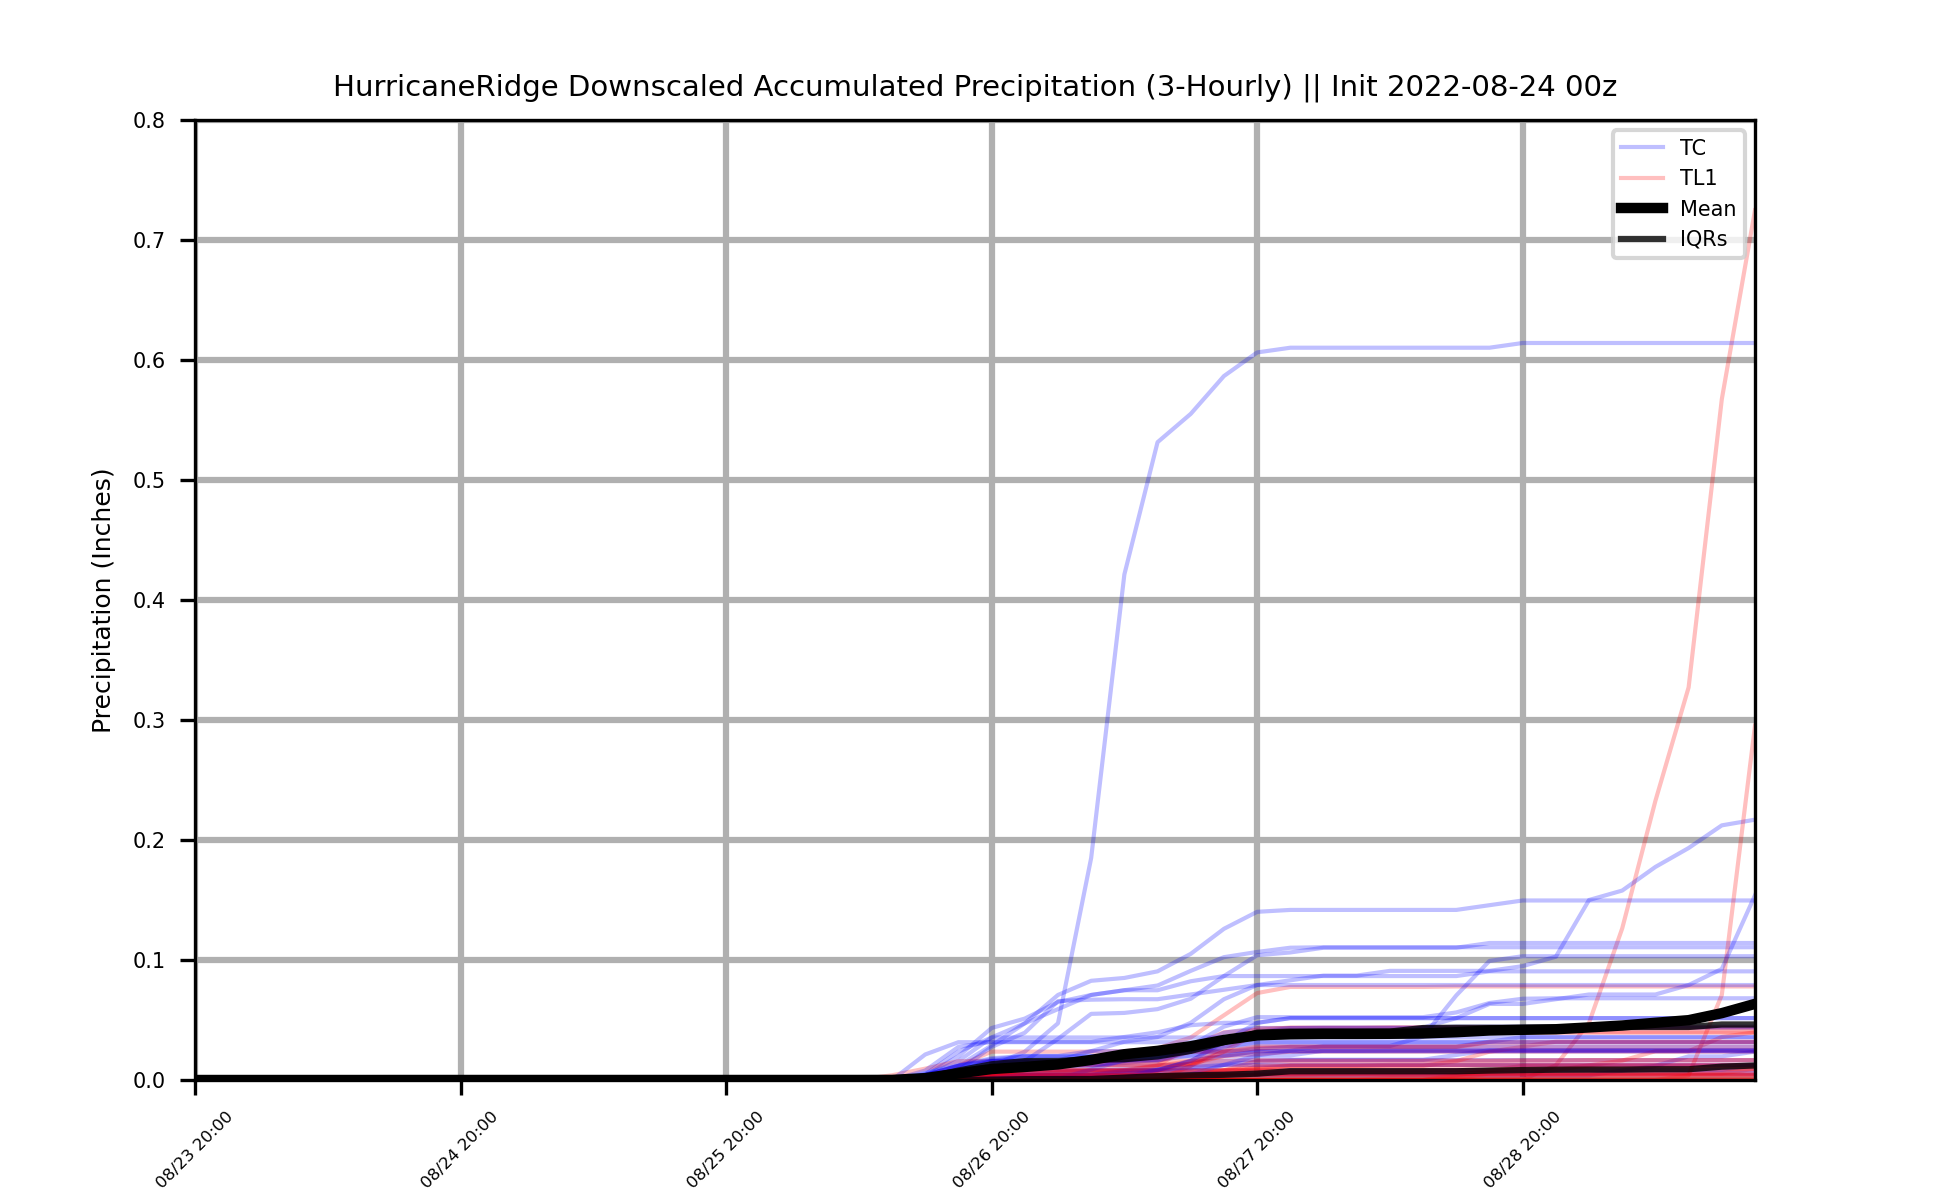 HurricaneRidge Downscaled Accumulated Precipitation (3-Hourly) || Init 2022-08-24 00z
TC
TL1
Mean
IQRs
Precipitation (Inches)
0.8
0.7
0.6
0.5
0.4
0.3
0.2
0.1
0.0
08/23 20:00
08/24 20:00
08/25 20:00
08/26 20:00
08/27 20:00
08/28 20:00